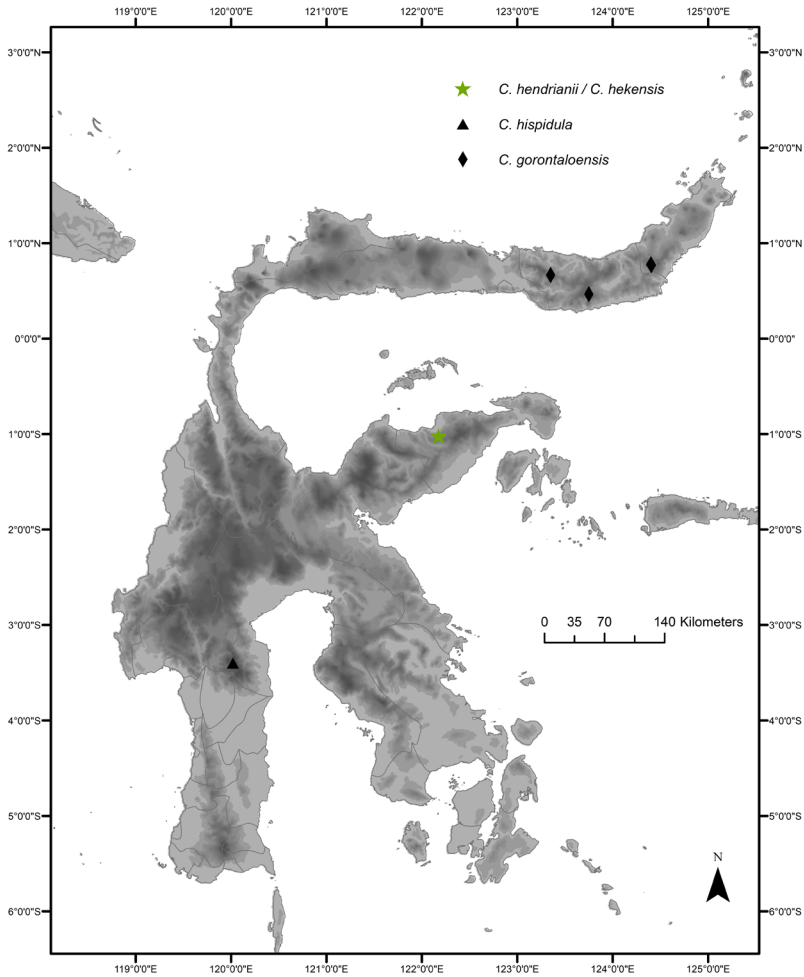 119°0'0"E 120°0'0"E 121°0'0"E 122°0'0"E 123°0'0"E 124°0'0"E 125°0'0"E
3°0'0"N 3°0'0"N
C. hendrianii / C. hekensis
C. hispidula
2°0'0"N 2°0'0"N
C. gorontaloensis
1°0'0"N 1°0'0"N
0°0'0" 0°0'0"
1°0'0"S 1°0'0"S
2°0'0"S 2°0'0"S
3°0'0"S 3°0'0"S
0 35 70 140 Kilometers
4°0'0"S 4°0'0"S
5°0'0"S 5°0'0"S
N
6°0'0"S 6°0'0"S
119°0'0"E 120°0'0"E 121°0'0"E 122°0'0"E 123°0'0"E 124°0'0"E 125°0'0"E